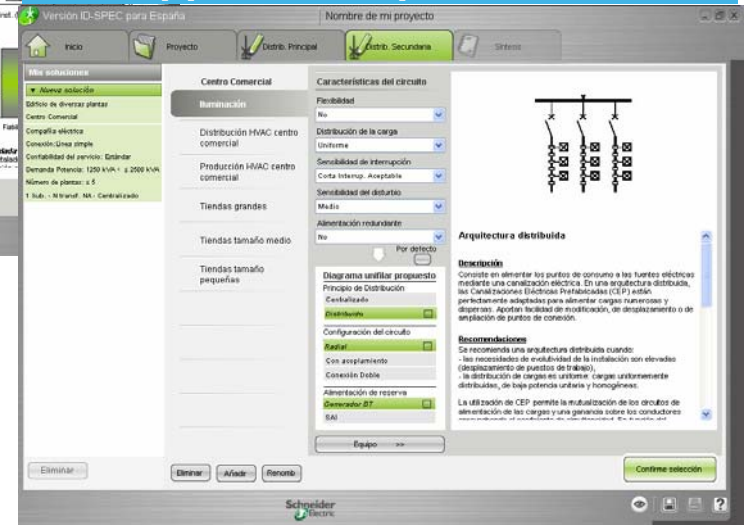 Versión ID-SPEC para España
Nombre de mi proyecto
Inicio
Proyecto
Distrib. Principal
Distrib. Secundaria
Síntesis
Mis soluciones
Nueva solución
Edificio de diversas plantas
Centro Comercial
Compañía eléctrica
Conexión:Línea simple
Confiabilidad del servicio: Estándar
Demanda Potencia: 1250 kVA < ≤ 2500 kVA
Número de plantas: ≤ 5
1 Sub. - N transf. NA - Centralizado
Eliminar
Centro Comercial
Iluminación
Distribución HVAC centro
comercial
Producción HVAC centro
comercial
Tiendas grandes
Tiendas tamaño medio
Tiendas tamaño
pequeñas
Eliminar
Añadir
Renomb
Características del circuito
Flexibilidad
No
Distribución de la carga
Uniforme
Sensibilidad de interrupción
Corta Interrup. Aceptable
Sensibilidad del disturbio
Medio
Alimentación redundante
No
Por defecto
Diagrama unifilar propuesto
Principio de Distribución
Centralizado
Distribuido
Configuración del circuito
Radial
Con acoplamiento
Conexión Doble
Alimentación de reserva
Generador BT
SAI
Equipo >>
Arquitectura distribuida
Descripción
Consiste en alimentar los puntos de consumo a las fuentes eléctricas
mediante una canalización eléctrica. En una arquitectura distribuida,
las Canalizaciones Eléctricas Prefabricadas (CEP) están
perfectamente adaptadas para alimentar cargas numerosas y
dispersas. Aportan facilidad de modificación, de desplazamiento o de
ampliación de puntos de conexión.
Recomendaciones
Se recomienda una arquitectura distribuida cuando:
- las necesidades de evolutividad de la instalación son elevadas
(desplazamiento de puestos de trabajo),
- la distribución de cargas es uniforme: cargas uniformemente
distribuidas, de baja potencia unitaria y homogéneas.
La utilización de CEP permite la mutualización de los circuitos de
alimentación de las cargas y una ganancia sobre los conductores
Confirme selección
Schneider
Electric